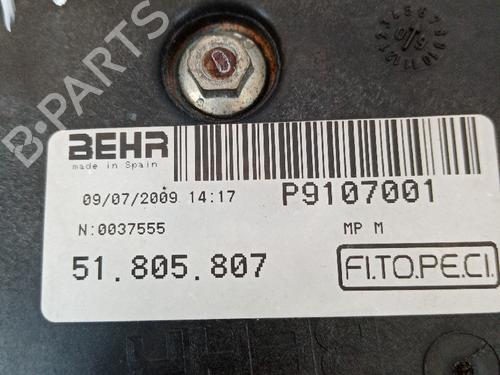 B-PARTS
BEHR
made in Spain
09/07/2009 14:17
P9107001
N:0037555
MP M
51.805.807
FI.TO.PE.CI.